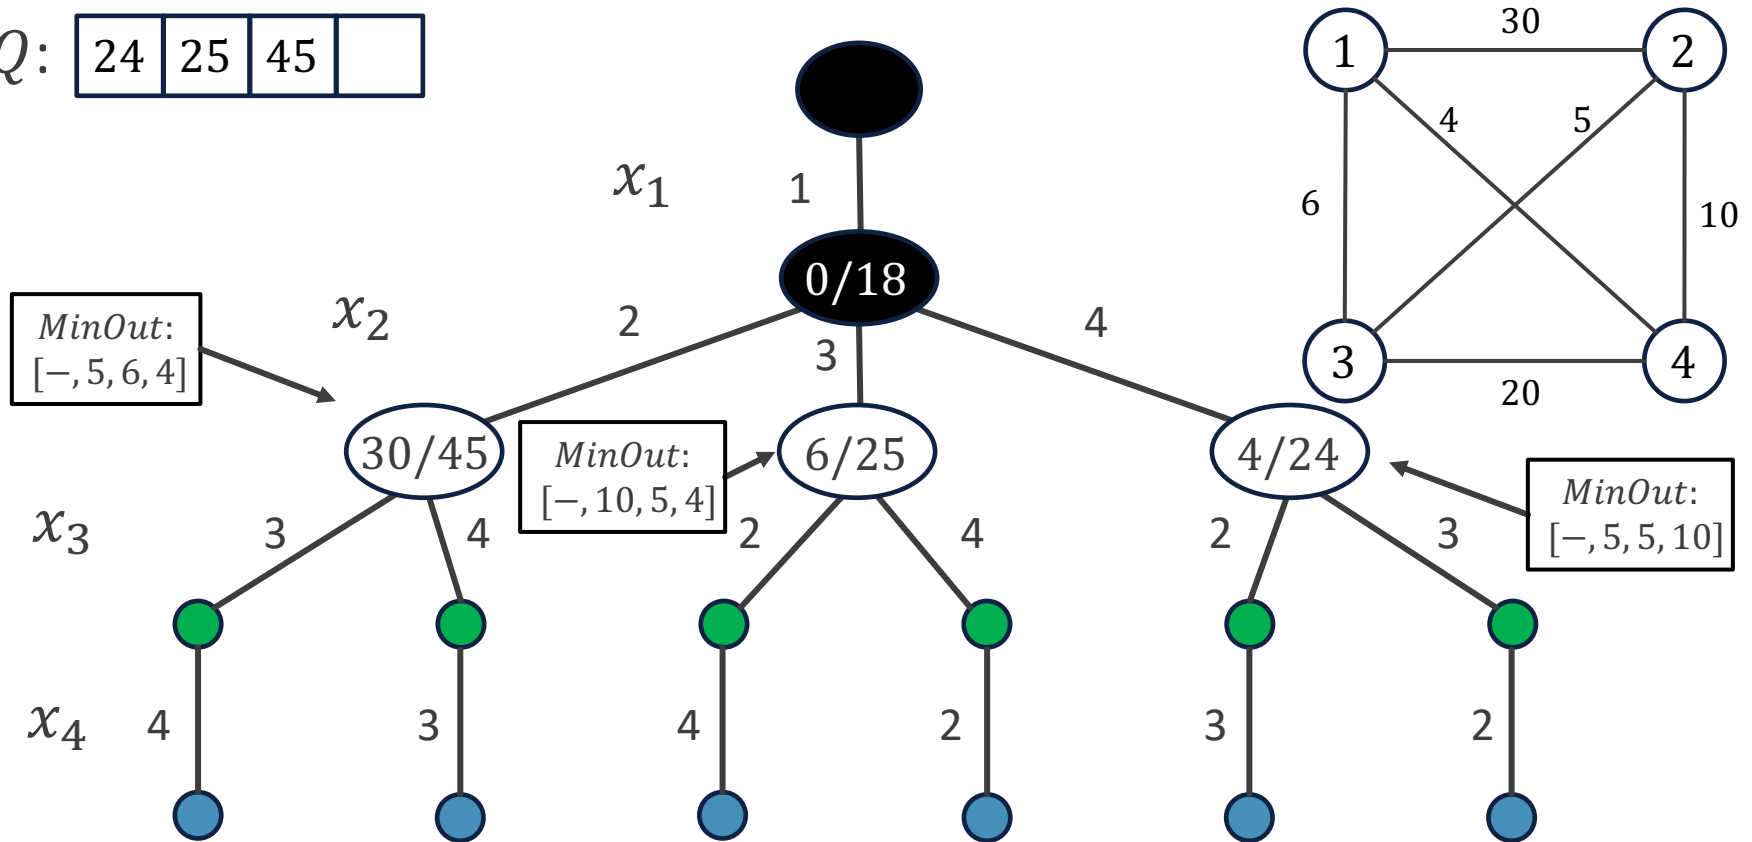 Q: 24 25 45
30
1 2
4 5
x₁ 1
6 10
0/18
x₂ 2 3 4
MinOut:
[−, 5, 6, 4]
3 4
20
30/45 6/25 4/24
MinOut:
[−, 10, 5, 4]
MinOut:
[−, 5, 5, 10]
x₃ 3 4 2 4 2 3
x₄ 4 3 4 2 3 2